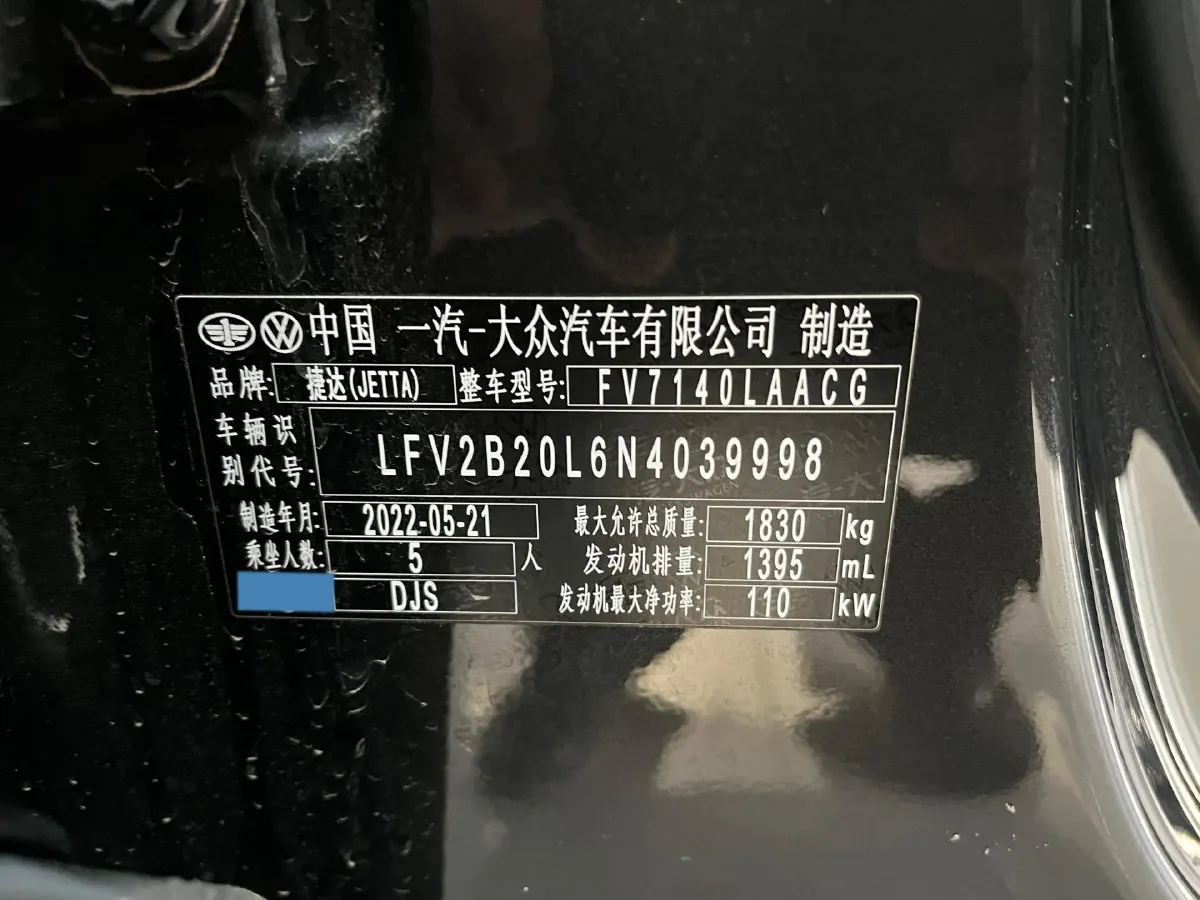 中国 一汽-大众汽车有限公司 制造
品牌: 捷达(JETTA) 整车型号: FV7140LAACG
车辆识别代号: LFV2B20L6N4039998
制造年月: 2022-05-21 最大允许总质量: 1830 kg
乘坐人数: 5 人 发动机排量: 1395 mL
DJS 发动机最大净功率: 110 kW